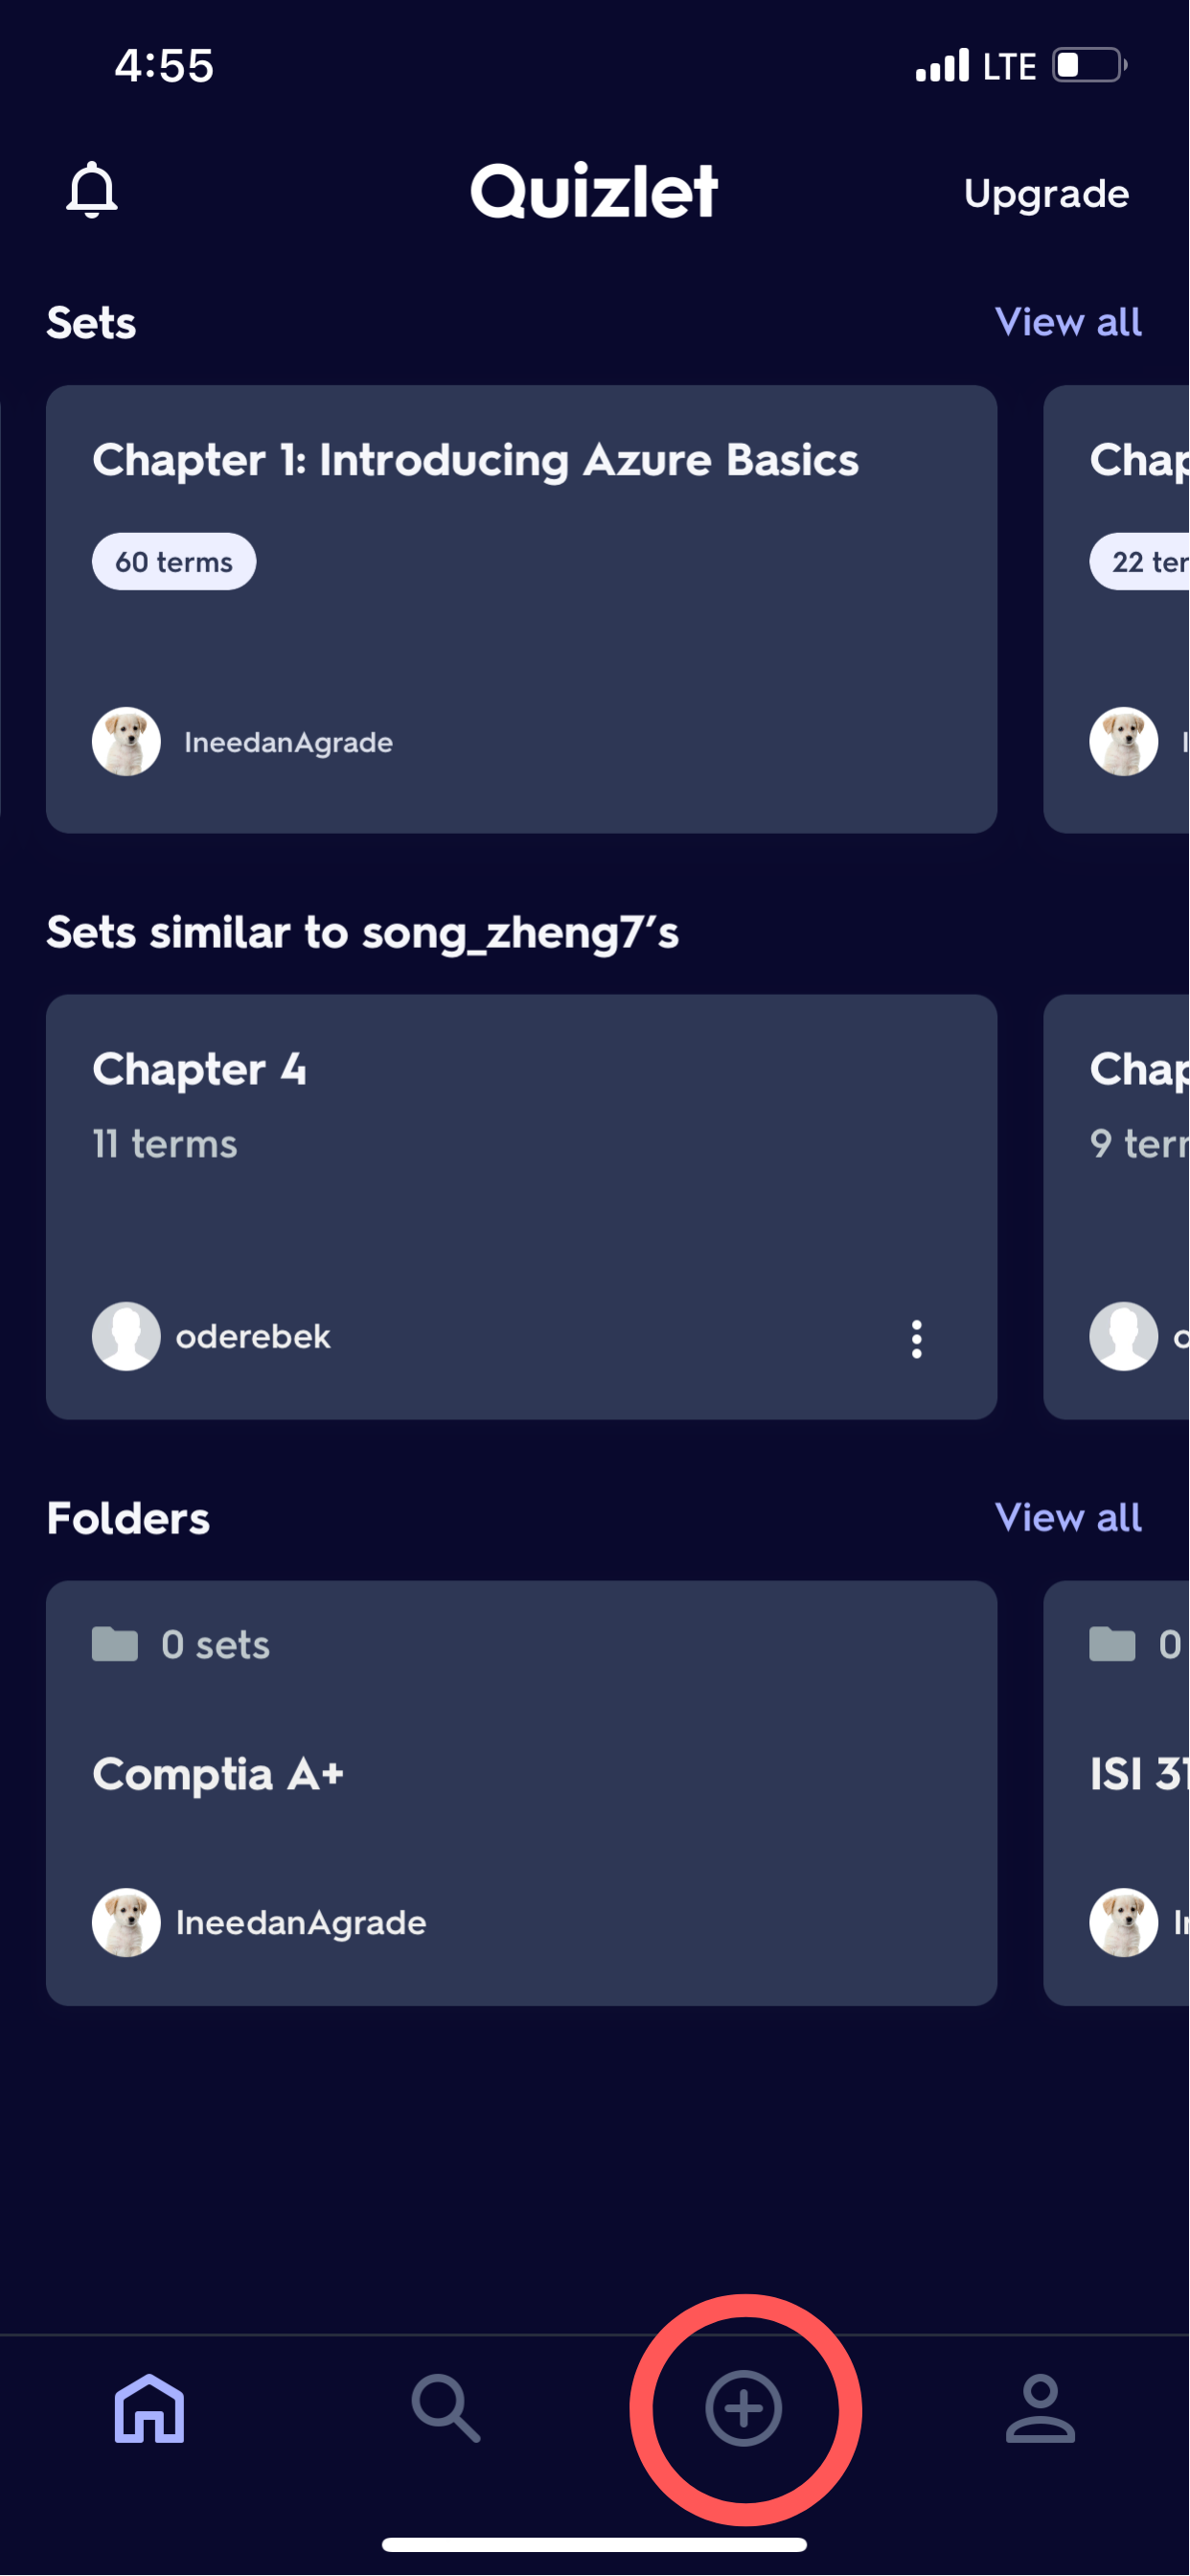 4:55 LTE
Quizlet Upgrade
Sets View all
Chapter 1: Introducing Azure Basics Chap
60 terms 22 ter
IneedanAgrade I
Sets similar to song_zheng7's
Chapter 4 Chap
11 terms 9 terr
oderebek
Folders View all
0 sets 0
Comptia A+ ISI 31
IneedanAgrade